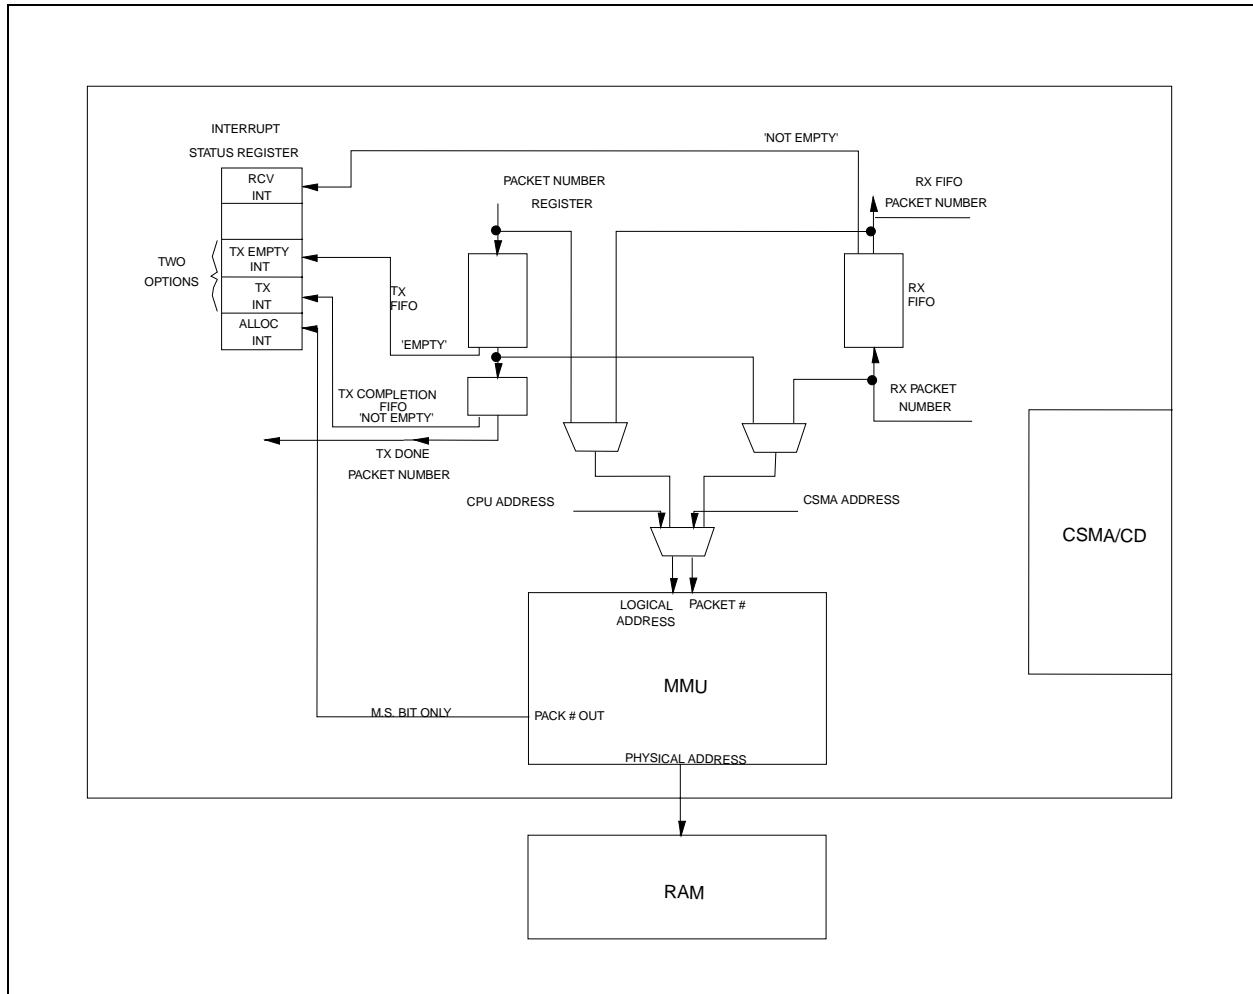 INTERRUPT
STATUS REGISTER
RCV
INT
TX EMPTY
INT
TX
INT
ALLOC
INT
TWO
OPTIONS
'NOT EMPTY'
PACKET NUMBER
REGISTER
RX FIFO
PACKET NUMBER
TX
FIFO
RX
FIFO
'EMPTY'
TX COMPLETION
FIFO
'NOT EMPTY'
RX PACKET
NUMBER
TX DONE
PACKET NUMBER
CPU ADDRESS
CSMA ADDRESS
CSMA/CD
LOGICAL
ADDRESS
PACKET #
MMU
M.S. BIT ONLY
PACK # OUT
PHYSICAL ADDRESS
RAM